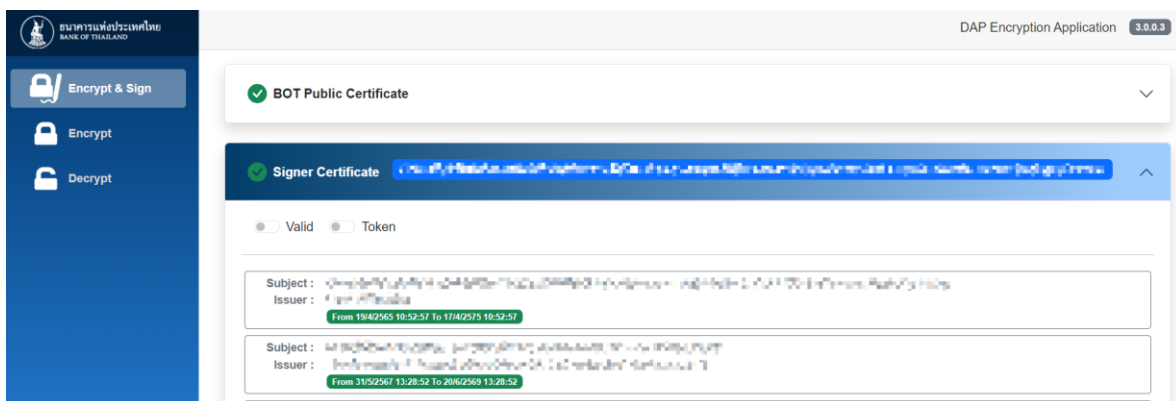 ธนาคารแห่งประเทศไทย
BANK OF THAILAND
DAP Encryption Application 3.0.0.3
Encrypt & Sign
Encrypt
Decrypt
BOT Public Certificate
Signer Certificate
Valid Token
Subject :
Issuer :
From 19/4/2565 10:52:57 To 17/4/2575 10:52:57
Subject :
Issuer :
From 31/5/2567 13:28:52 To 20/6/2569 13:28:52